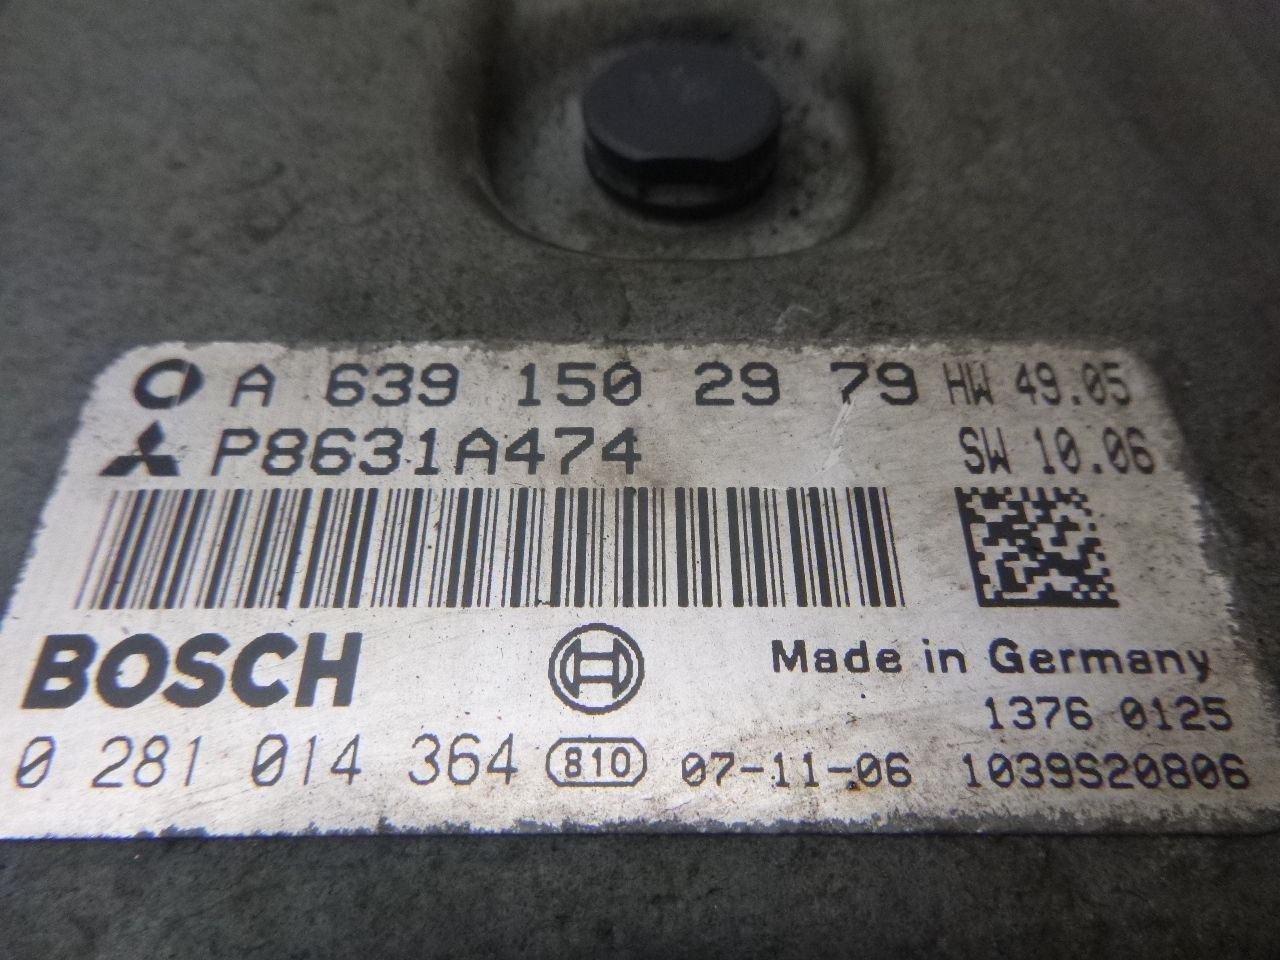 A 639 150 29 79 HW 49.05
P8631A474 SW 10.06
BOSCH Made in Germany
1376 0125
0 281 014 364 810 07-11-06 1039S20806